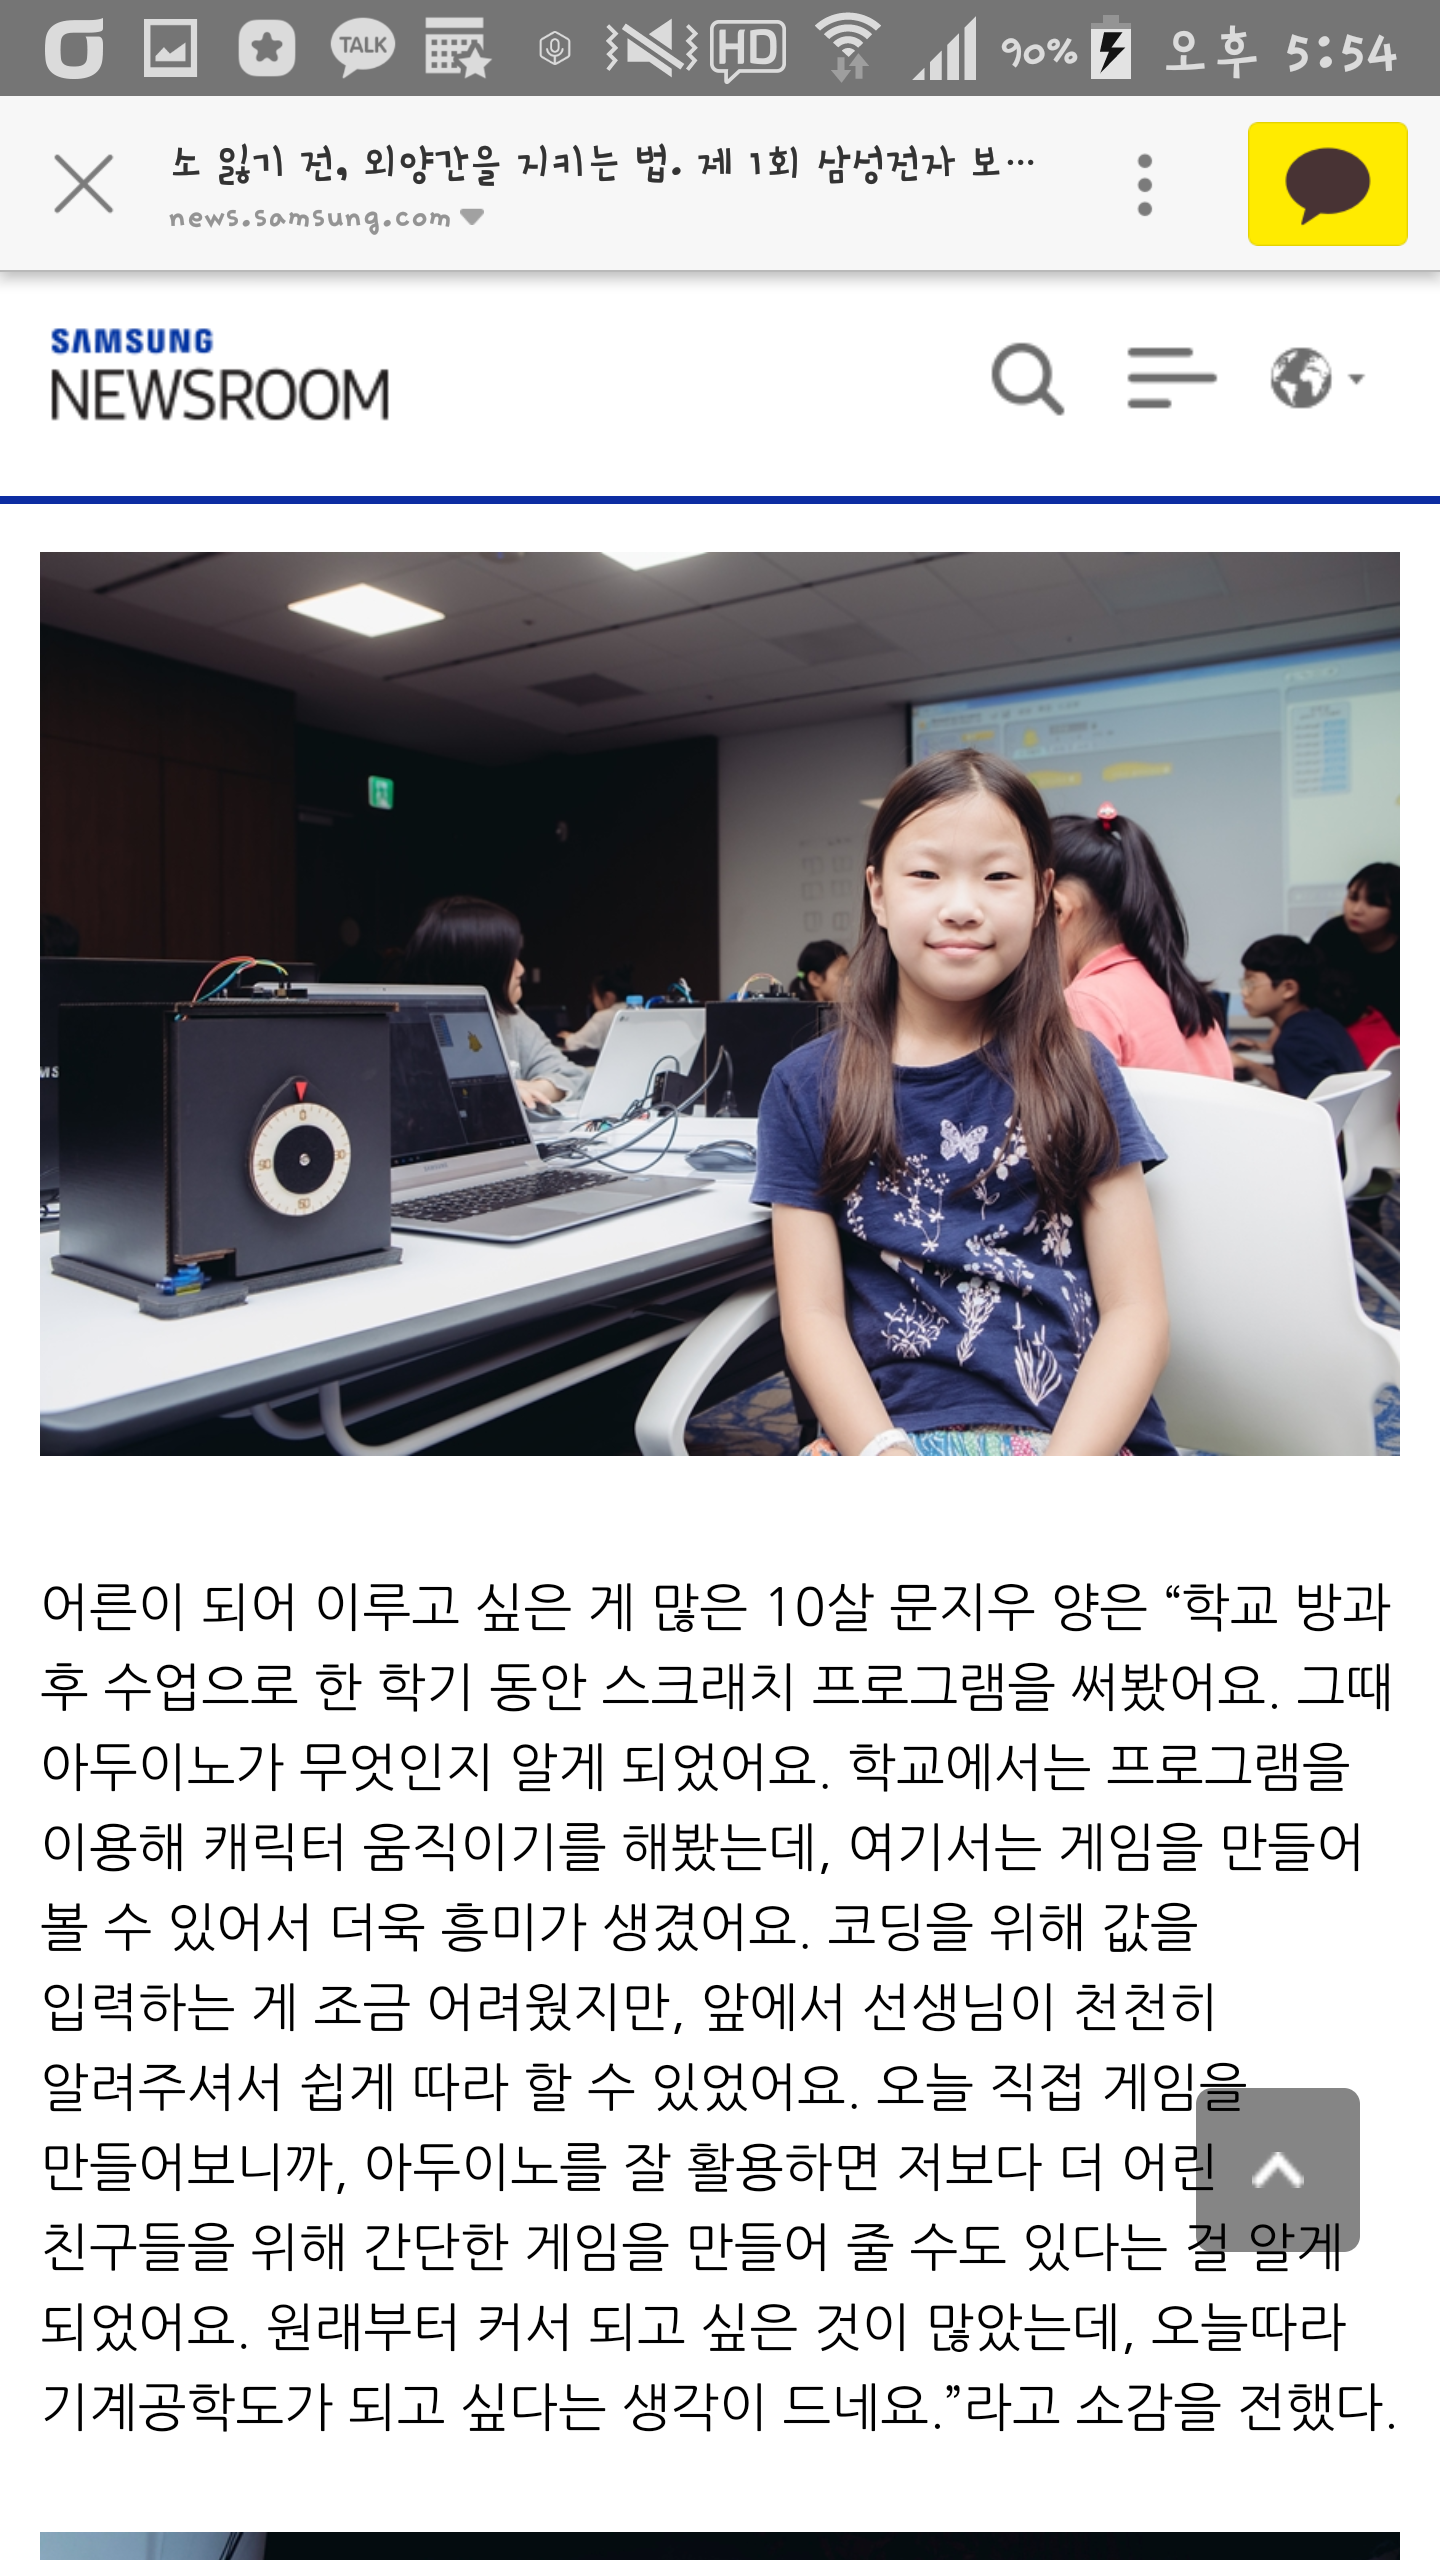 TALK
HD
90%
오후 5:54
소 잃기 전, 외양간을 지키는 법. 제 1회 삼성전자 보…
news.samsung.com
SAMSUNG
NEWSROOM
어른이 되어 이루고 싶은 게 많은 10살 문지우 양은 “학교 방과
후 수업으로 한 학기 동안 스크래치 프로그램을 써봤어요. 그때
아두이노가 무엇인지 알게 되었어요. 학교에서는 프로그램을
이용해 캐릭터 움직이기를 해봤는데, 여기서는 게임을 만들어
볼 수 있어서 더욱 흥미가 생겼어요. 코딩을 위해 값을
입력하는 게 조금 어려웠지만, 앞에서 선생님이 천천히
알려주셔서 쉽게 따라 할 수 있었어요. 오늘 직접 게임을
만들어보니까, 아두이노를 잘 활용하면 저보다 더 어린
친구들을 위해 간단한 게임을 만들어 줄 수도 있다는 걸 알게
되었어요. 원래부터 커서 되고 싶은 것이 많았는데, 오늘따라
기계공학도가 되고 싶다는 생각이 드네요.”라고 소감을 전했다.